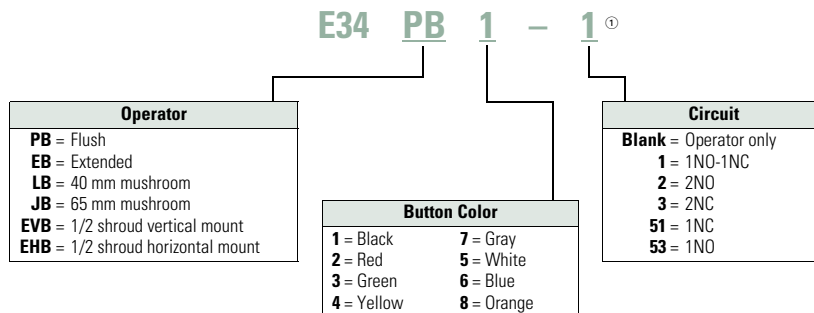 E34 PB 1 – 1 ①
Operator
PB = Flush
EB = Extended
LB = 40 mm mushroom
JB = 65 mm mushroom
EVB = 1/2 shroud vertical mount
EHB = 1/2 shroud horizontal mount
Button Color
1 = Black 7 = Gray
2 = Red 5 = White
3 = Green 6 = Blue
4 = Yellow 8 = Orange
Circuit
Blank = Operator only
1 = 1NO-1NC
2 = 2NO
3 = 2NC
51 = 1NC
53 = 1NO